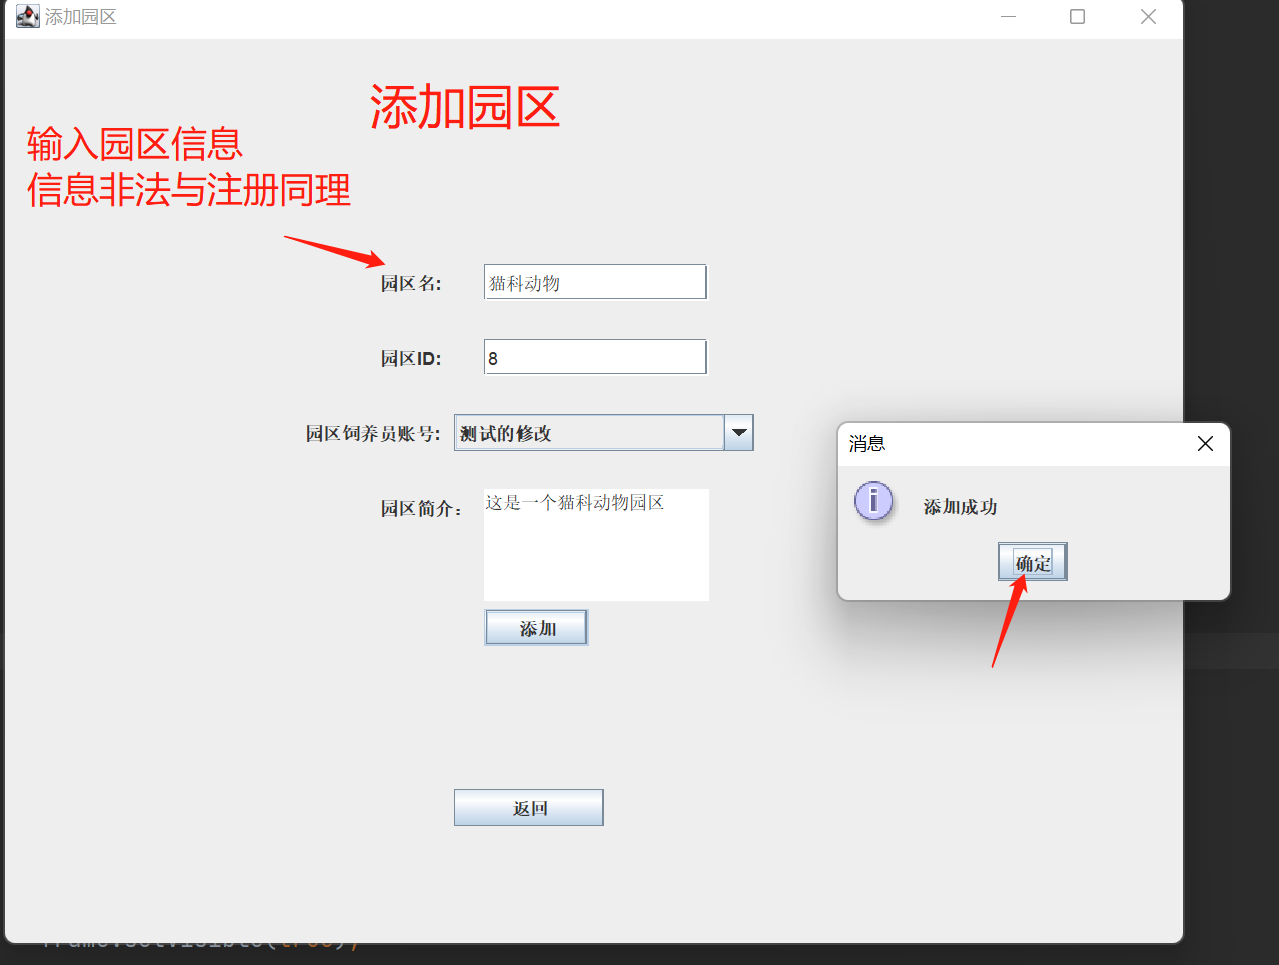 添加园区
添加园区
输入园区信息
信息非法与注册同理
园区名:
猫科动物
园区ID:
8
园区饲养员账号:
测试的修改
消息
添加成功
确定
园区简介:
这是一个猫科动物园区
添加
返回